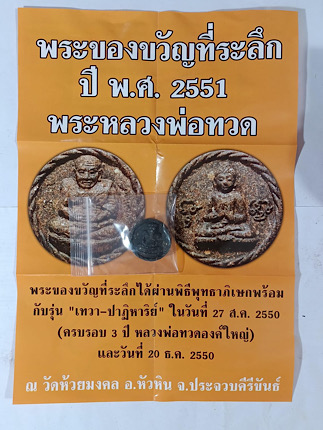 พระของขวัญที่ระลึก
ปี พ.ศ. 2551
พระหลวงพ่อทวด
พระของขวัญที่ระลึกได้ผ่านพิธีพุทธาภิเษกพร้อม
กับรุ่น "เทวา-ปาฏิหาริย์" ในวันที่ 27 ส.ค. 2550
(ครบรอบ 3 ปี หลวงพ่อทวดองค์ใหญ่)
และวันที่ 20 ธ.ค. 2550
ณ วัดห้วยมงคล อ.หัวหิน จ.ประจวบคีรีขันธ์